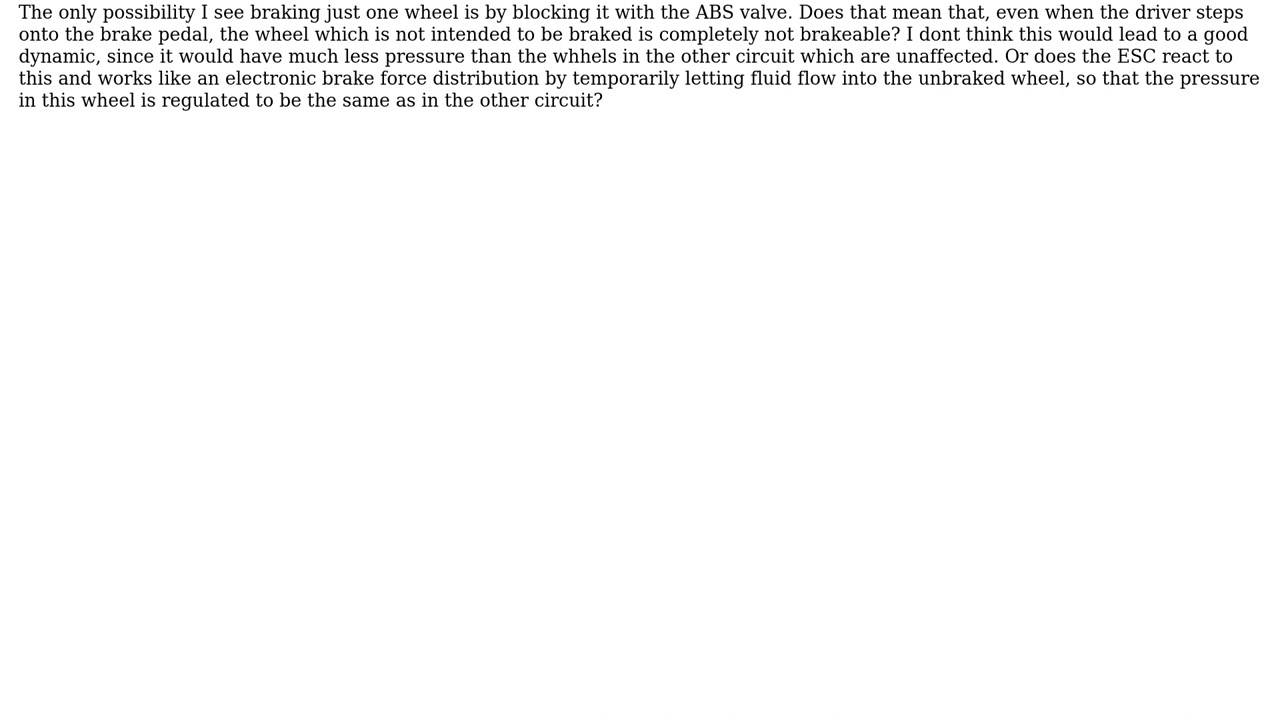 The only possibility I see braking just one wheel is by blocking it with the ABS valve. Does that mean that, even when the driver steps
onto the brake pedal, the wheel which is not intended to be braked is completely not brakeable? I dont think this would lead to a good
dynamic, since it would have much less pressure than the whhels in the other circuit which are unaffected. Or does the ESC react to
this and works like an electronic brake force distribution by temporarily letting fluid flow into the unbraked wheel, so that the pressure
in this wheel is regulated to be the same as in the other circuit?